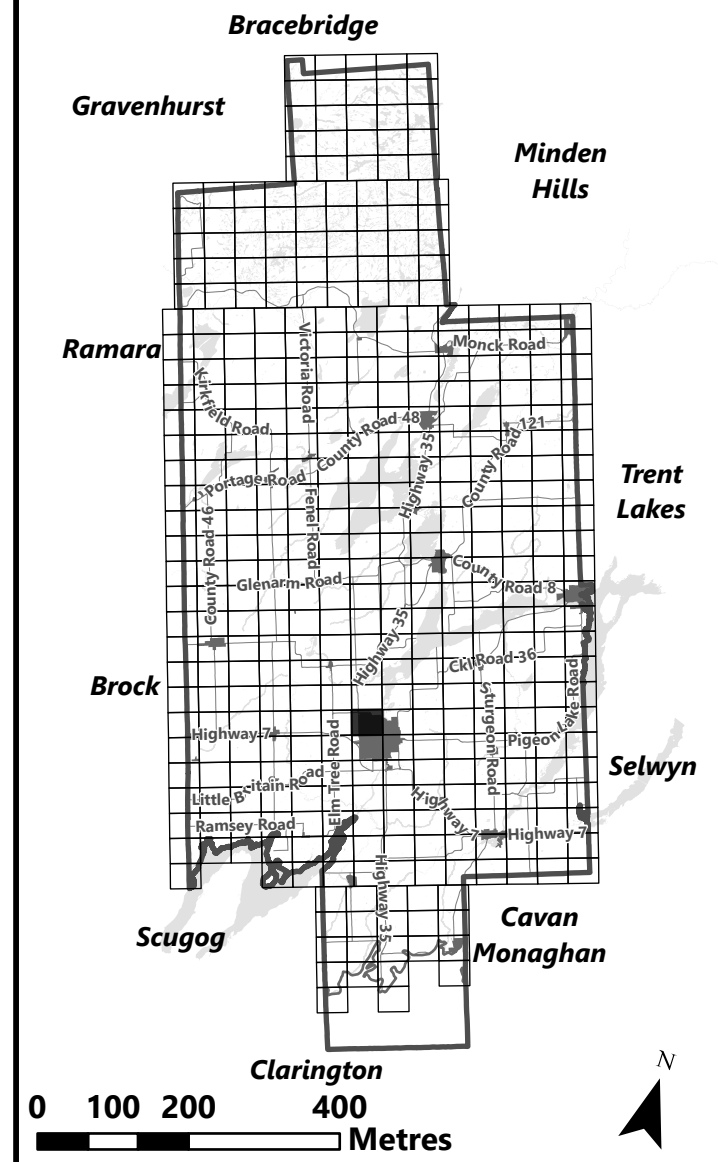 Bracebridge
Gravenhurst
Minden
Hills
Ramara
Monck Road
Victoria Road
Kirkfield Road
County Road 48
County Road 121
Highway 35
Portage Road
Trent
Lakes
Fenel Road
County Road 46
Glenarm Road
County Road 8
Highway 35
Ckl Road 36
Brock
Sturgeon Road
Pigeon Lake Road
Highway 7
Elm Tree Road
Selwyn
Little Britain Road
Highway 7
Highway 7
Ramsey Road
Highway 35
Scugog
Cavan
Monaghan
Clarington
N
0 100 200 400
Metres